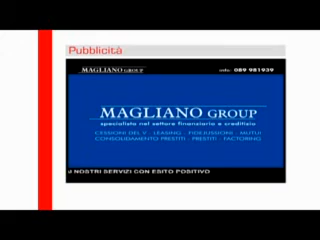 Pubblicità
MAGLIANO GROUP info: 089 981939
MAGLIANO GROUP
specialista nel settore finanziario e creditizio
CESSIONI DEL V - LEASING - FIDEJUSSIONI - MUTUI
CONSOLIDAMENTO PRESTITI - PRESTITI - FACTORING
I NOSTRI SERVIZI CON ESITO POSITIVO